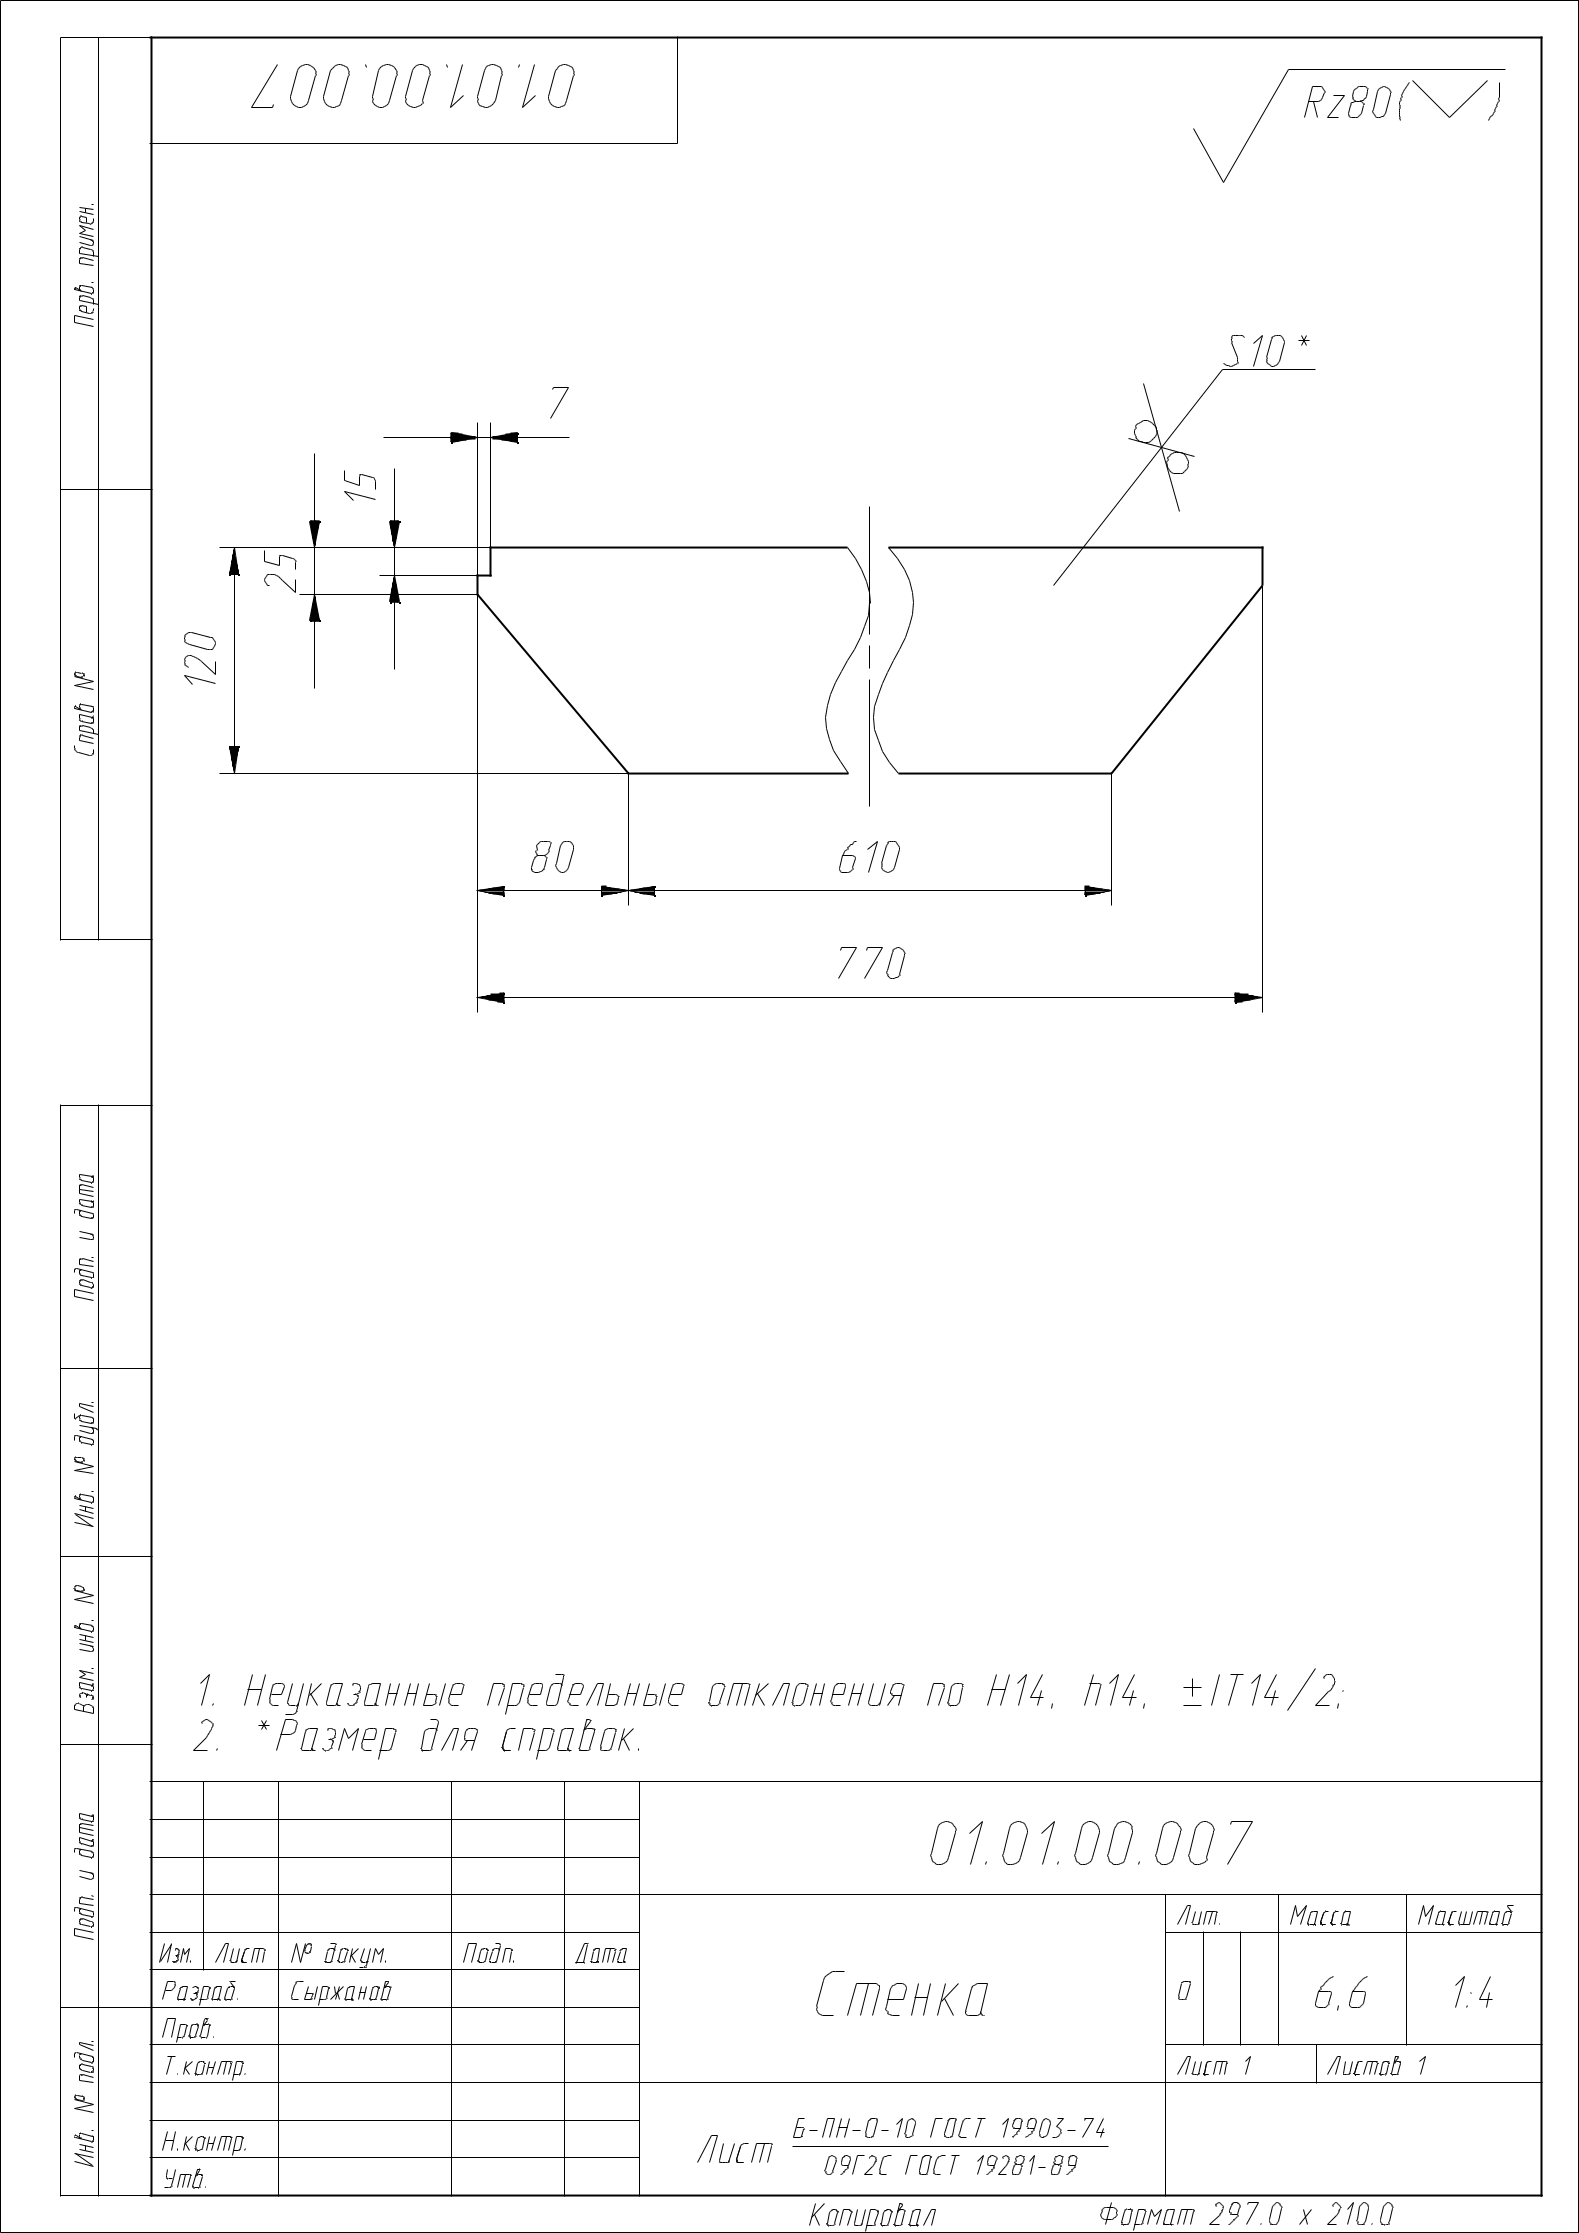 01.01.00.007
Rz80( )
Перв. примен.
Справ №
Подп. и дата
Инв. № дубл.
Взам. инв. №
Подп. и дата
Инв. № подл.
S10*
7
15
25
120
80
610
770
1. Неуказанные предельные отклонения по Н14, h14, ±IT14/2;
2. *Размер для справок.
01.01.00.007
Лит. Масса Масштаб
Изм. Лист № докум. Подп. Дата
Разраб. Сыржанов
Стенка
а 6,6 1:4
Пров.
Т.контр.
Лист 1 Листов 1
Н.контр.
Утв.
Лист
Б-ПН-О-10 ГОСТ 19903-74
09Г2С ГОСТ 19281-89
Копировал Формат 297.0 x 210.0